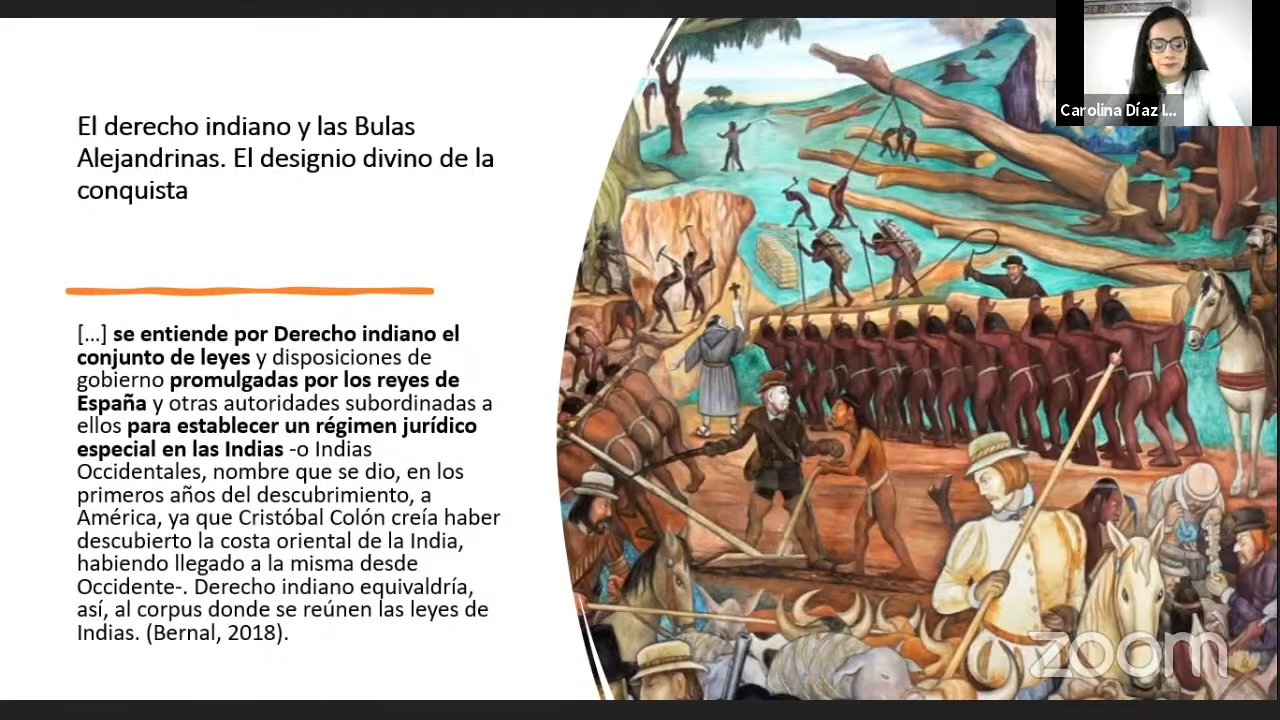 El derecho indiano y las Bulas
Alejandrinas. El designio divino de la
conquista
[...] se entiende por Derecho indiano el
conjunto de leyes y disposiciones de
gobierno promulgadas por los reyes de
España y otras autoridades subordinadas a
ellos para establecer un régimen jurídico
especial en las Indias -o Indias
Occidentales, nombre que se dio, en los
primeros años del descubrimiento, a
América, ya que Cristóbal Colón creía haber
descubierto la costa oriental de la India,
habiendo llegado a la misma desde
Occidente-. Derecho indiano equivaldría,
así, al corpus donde se reúnen las leyes de
Indias. (Bernal, 2018).
Carolina Díaz I...
zoom